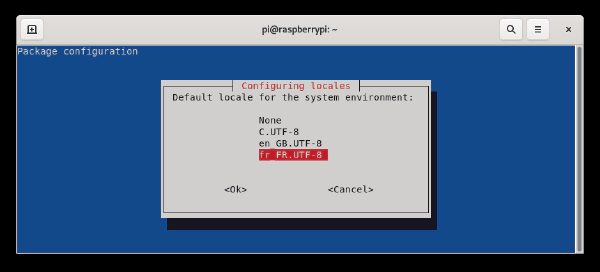 pi@raspberrypi: ~
Package configuration
Configuring locales
Default locale for the system environment:
None
C.UTF-8
en_GB.UTF-8
fr_FR.UTF-8
<Ok> <Cancel>